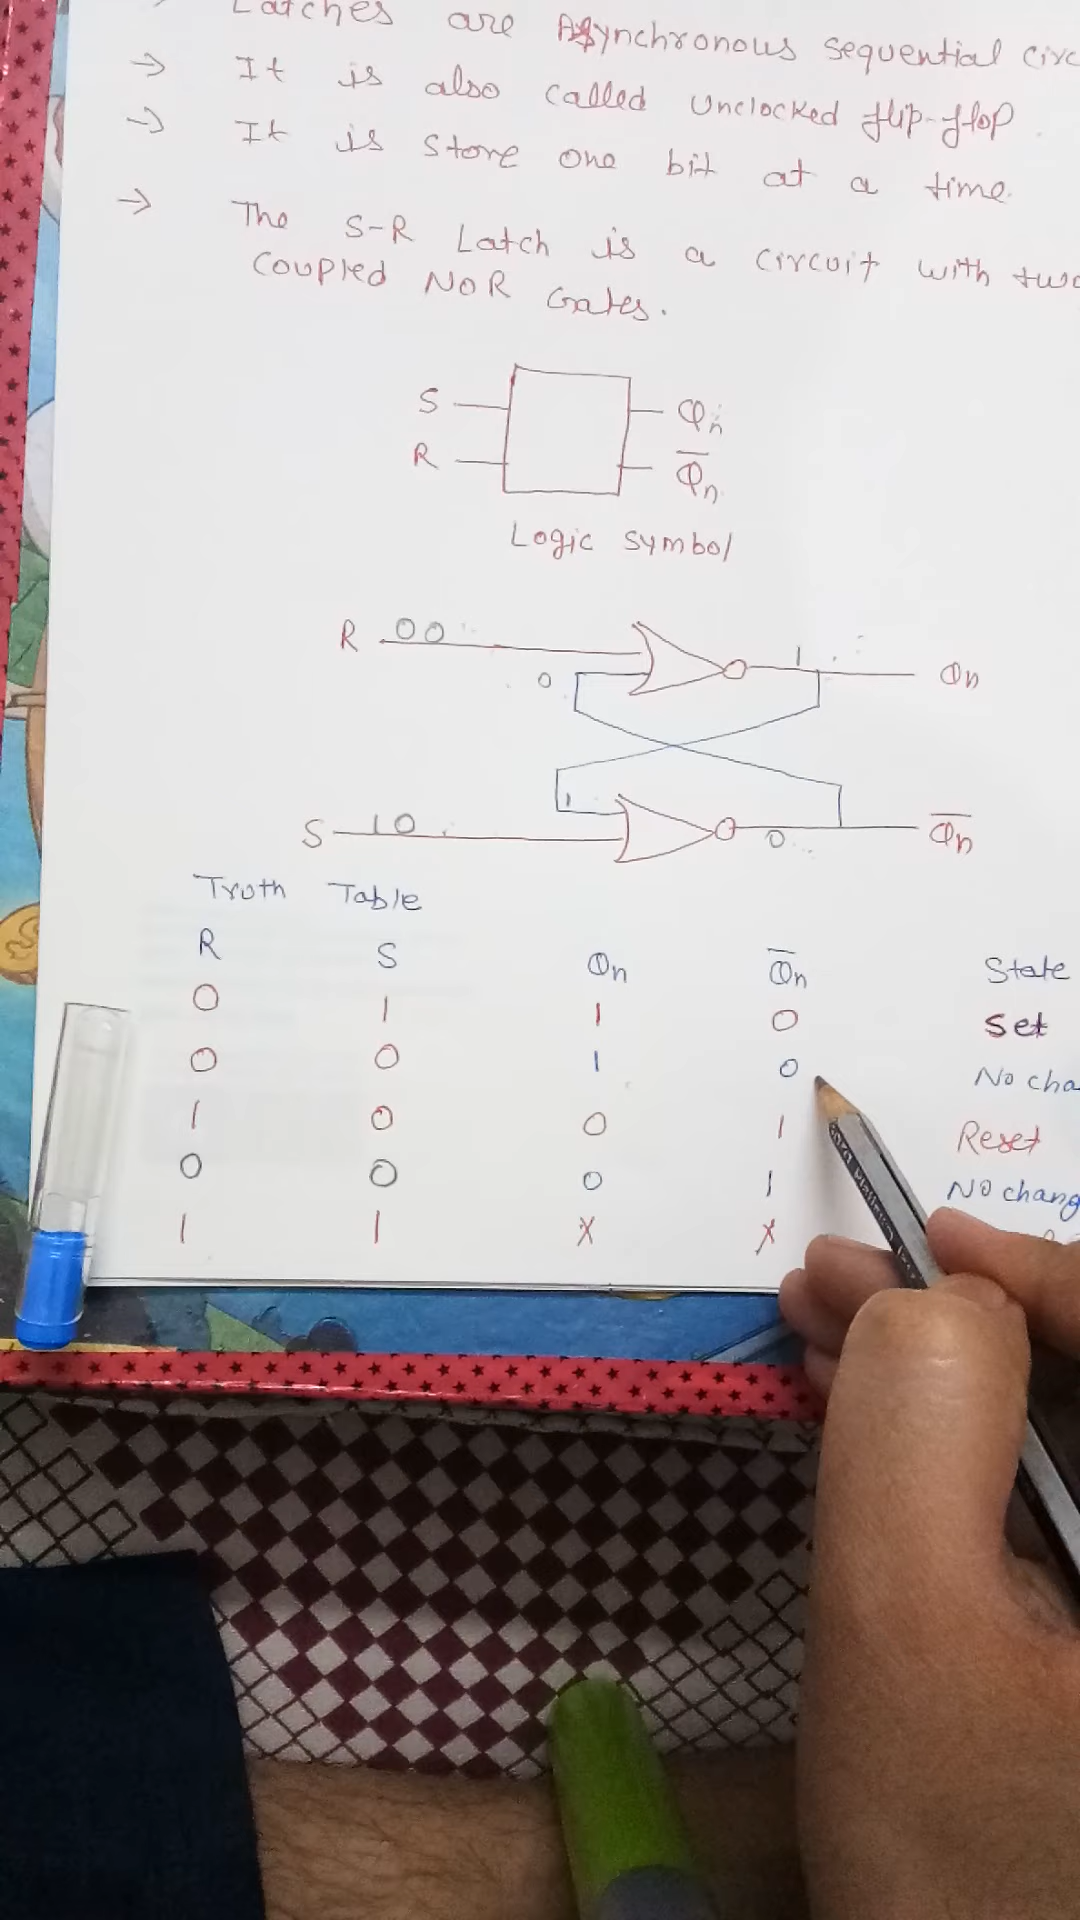 Latches are Asynchronous sequential circ
→ It is also called Unclocked flip-flop.
→ It is store one bit at a time.
→ The S-R Latch is a circuit with two
coupled NOR Gates.
S Qn
R Q̅n
Logic symbol
R 00 1 Qn
0
1
S 10 0 Q̅n
Truth Table
R S Qn Q̅n State
0 1 1 0 Set
0 0 1 0 No cha
1 0 0 1 Reset
0 0 0 1 No chang
1 1 X X